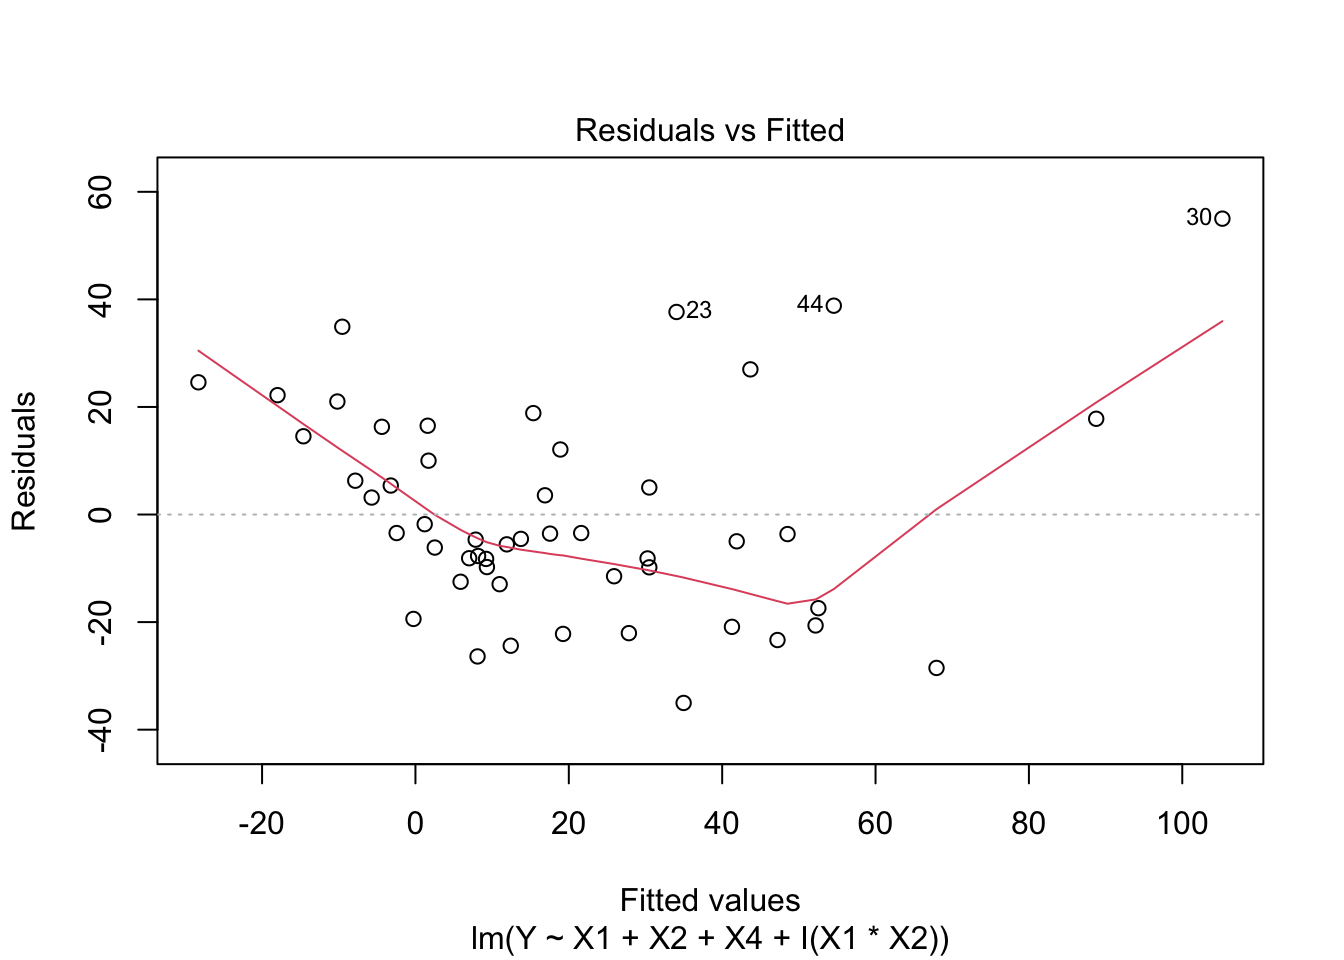 Residuals vs Fitted
Residuals
60
40
20
0
-20
-40
30
23
44
-20 0 20 40 60 80 100
Fitted values
lm(Y ~ X1 + X2 + X4 + I(X1 * X2))